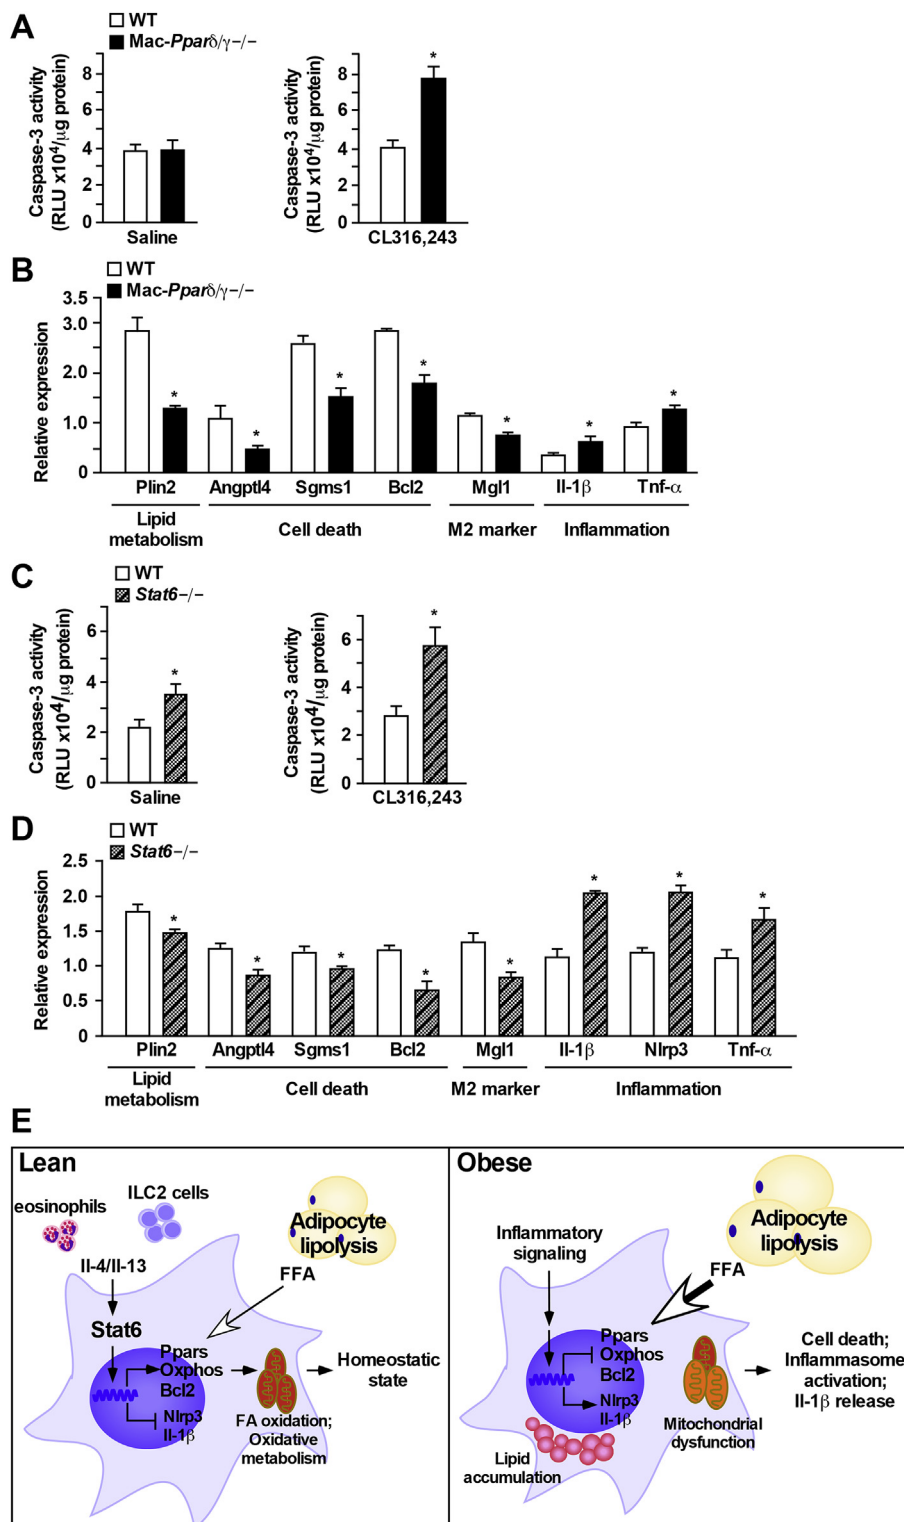 A
WT
Mac-Pparδ/γ−/−
Caspase-3 activity
(RLU x10⁴/μg protein)
8
6
4
2
0
Saline
Caspase-3 activity
(RLU x10⁴/μg protein)
8
6
4
2
0
*
CL316,243
B
WT
Mac-Pparδ/γ−/−
Relative expression
3.5
3.0
2.0
1.0
0
* * * * * * *
Plin2 Angptl4 Sgms1 Bcl2 Mgl1 Il-1β Tnf-α
Lipid
metabolism
Cell death
M2 marker
Inflammation
C
WT
Stat6−/−
Caspase-3 activity
(RLU x10⁴/μg protein)
6
4
2
0
*
Saline
Caspase-3 activity
(RLU x10⁴/μg protein)
6
4
2
0
*
CL316,243
D
WT
Stat6−/−
Relative expression
2.5
2.0
1.5
1.0
0.5
0
* * * * * * * *
Plin2 Angptl4 Sgms1 Bcl2 Mgl1 Il-1β Nlrp3 Tnf-α
Lipid
metabolism
Cell death
M2 marker
Inflammation
E
Lean
eosinophils
ILC2 cells
Adipocyte
lipolysis
Il-4/Il-13
FFA
Stat6
Ppars
Oxphos
Bcl2
Nlrp3
Il-1β
FA oxidation;
Oxidative
metabolism
Homeostatic
state
Obese
Inflammatory
signaling
Adipocyte
lipolysis
FFA
Ppars
Oxphos
Bcl2
Nlrp3
Il-1β
Lipid
accumulation
Mitochondrial
dysfunction
Cell death;
Inflammasome
activation;
Il-1β release